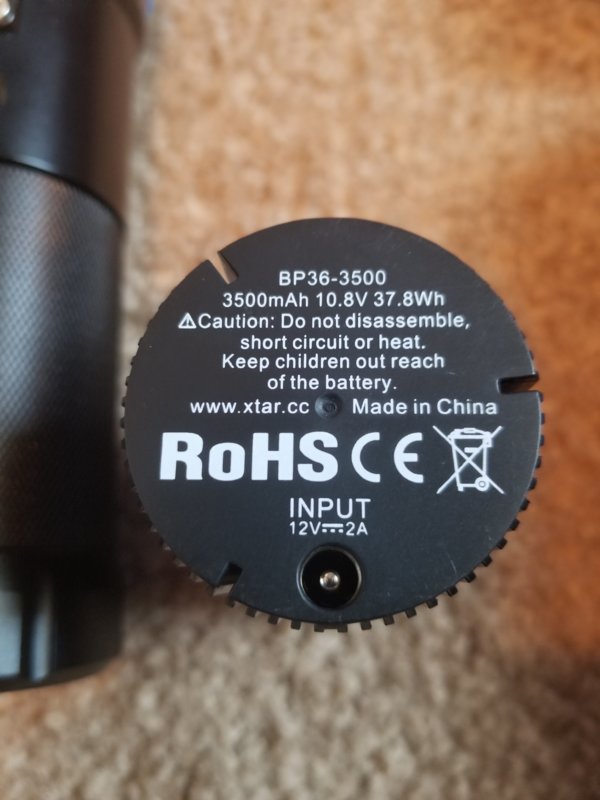 BP36-3500
3500mAh 10.8V 37.8Wh
⚠Caution: Do not disassemble,
short circuit or heat.
Keep children out reach
of the battery.
www.xtar.cc Made in China
RoHS CE
INPUT
12V⎓2A